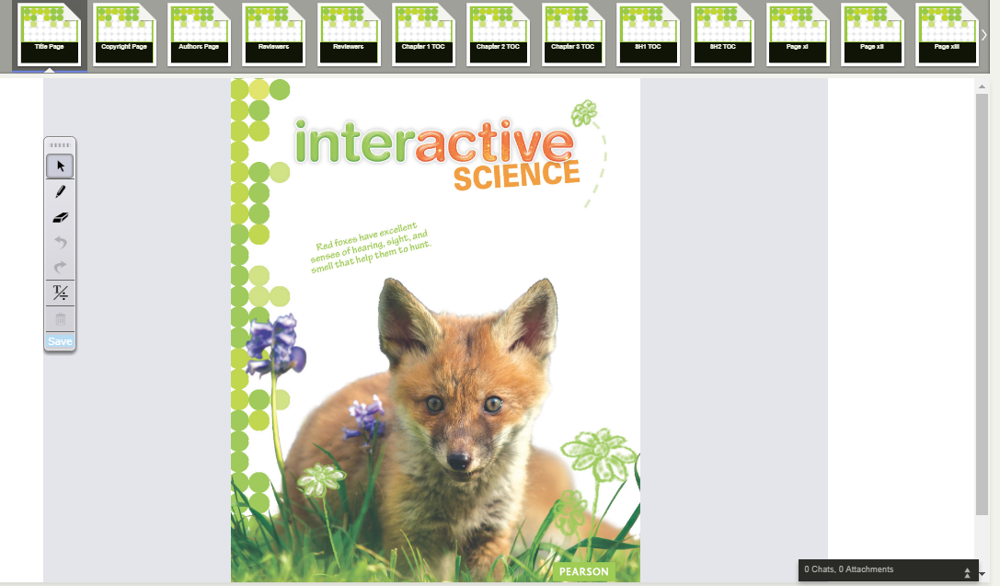 Title Page
Copyright Page
Authors Page
Reviewers
Reviewers
Chapter 1 TOC
Chapter 2 TOC
Chapter 3 TOC
SH1 TOC
SH2 TOC
Page xi
Page xii
Page xiii
interactive
SCIENCE
Red foxes have excellent
senses of hearing, sight, and
smell that help them to hunt.
T
Save
PEARSON
0 Chats, 0 Attachments